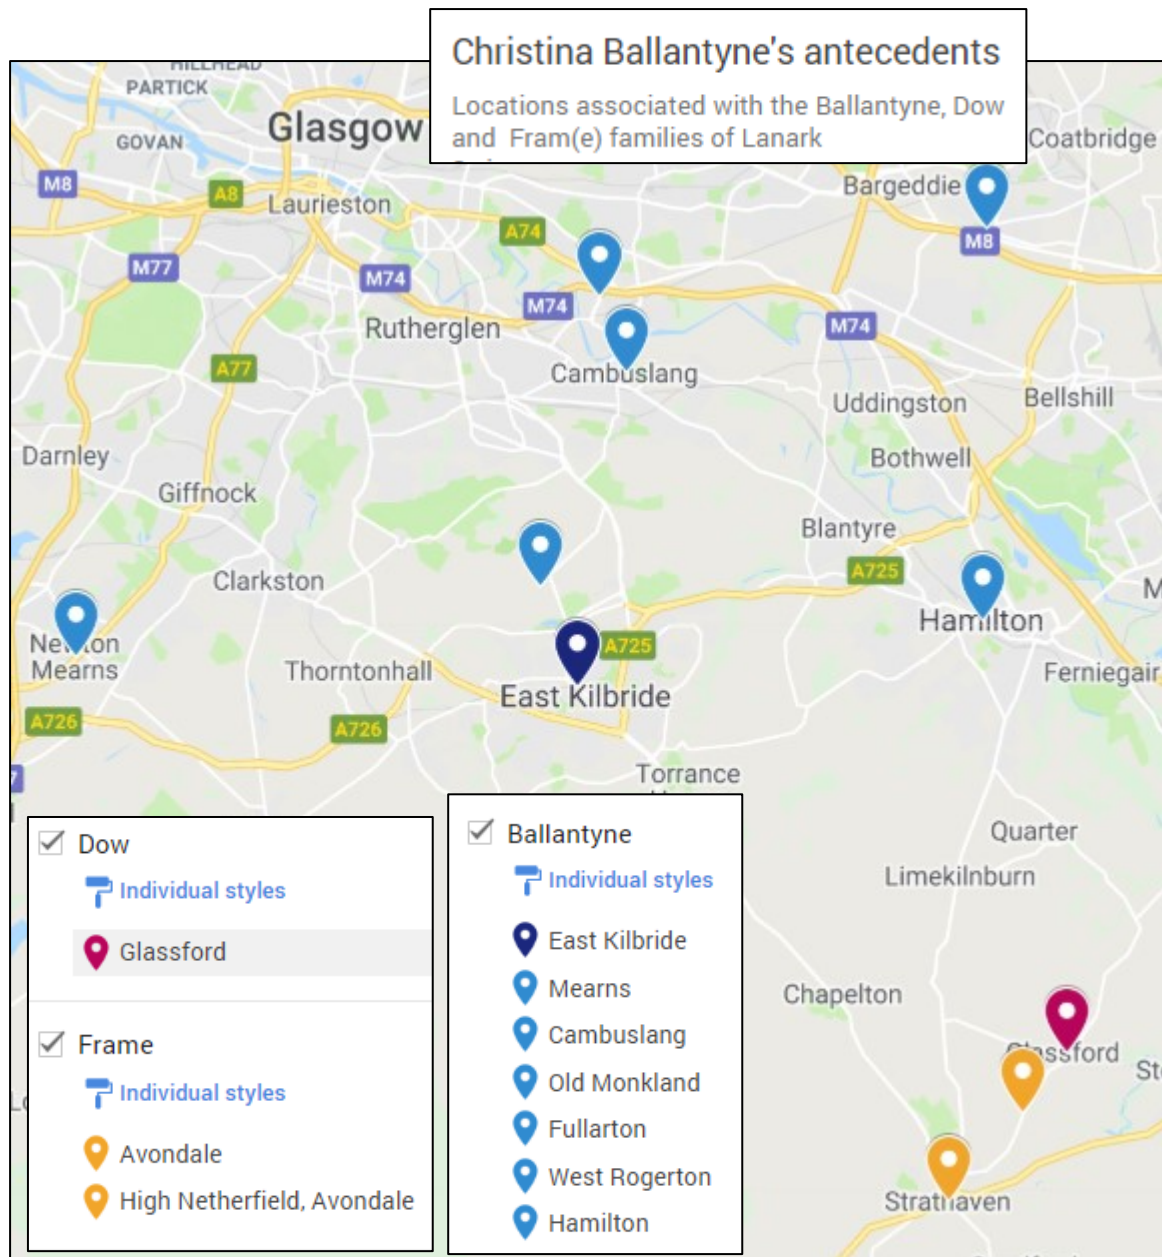 Christina Ballantyne's antecedents
Locations associated with the Ballantyne, Dow
and Fram(e) families of Lanark
HILLHEAD
PARTICK
Glasgow
GOVAN
Coatbridge
M8
A8
Bargeddie
Laurieston
A74
M8
M77
M74
M74
Rutherglen
M74
A77
Cambuslang
Uddingston
Bellshill
Darnley
Bothwell
Giffnock
Blantyre
Clarkston
A725
Hamilton
Newton
Mearns
Thorntonhall
A725
Ferniegair
East Kilbride
A726
A726
Torrance
Quarter
Limekilnburn
Chapelton
Glassford
Strathaven
Dow
Individual styles
Glassford
Frame
Individual styles
Avondale
High Netherfield, Avondale
Ballantyne
Individual styles
East Kilbride
Mearns
Cambuslang
Old Monkland
Fullarton
West Rogerton
Hamilton